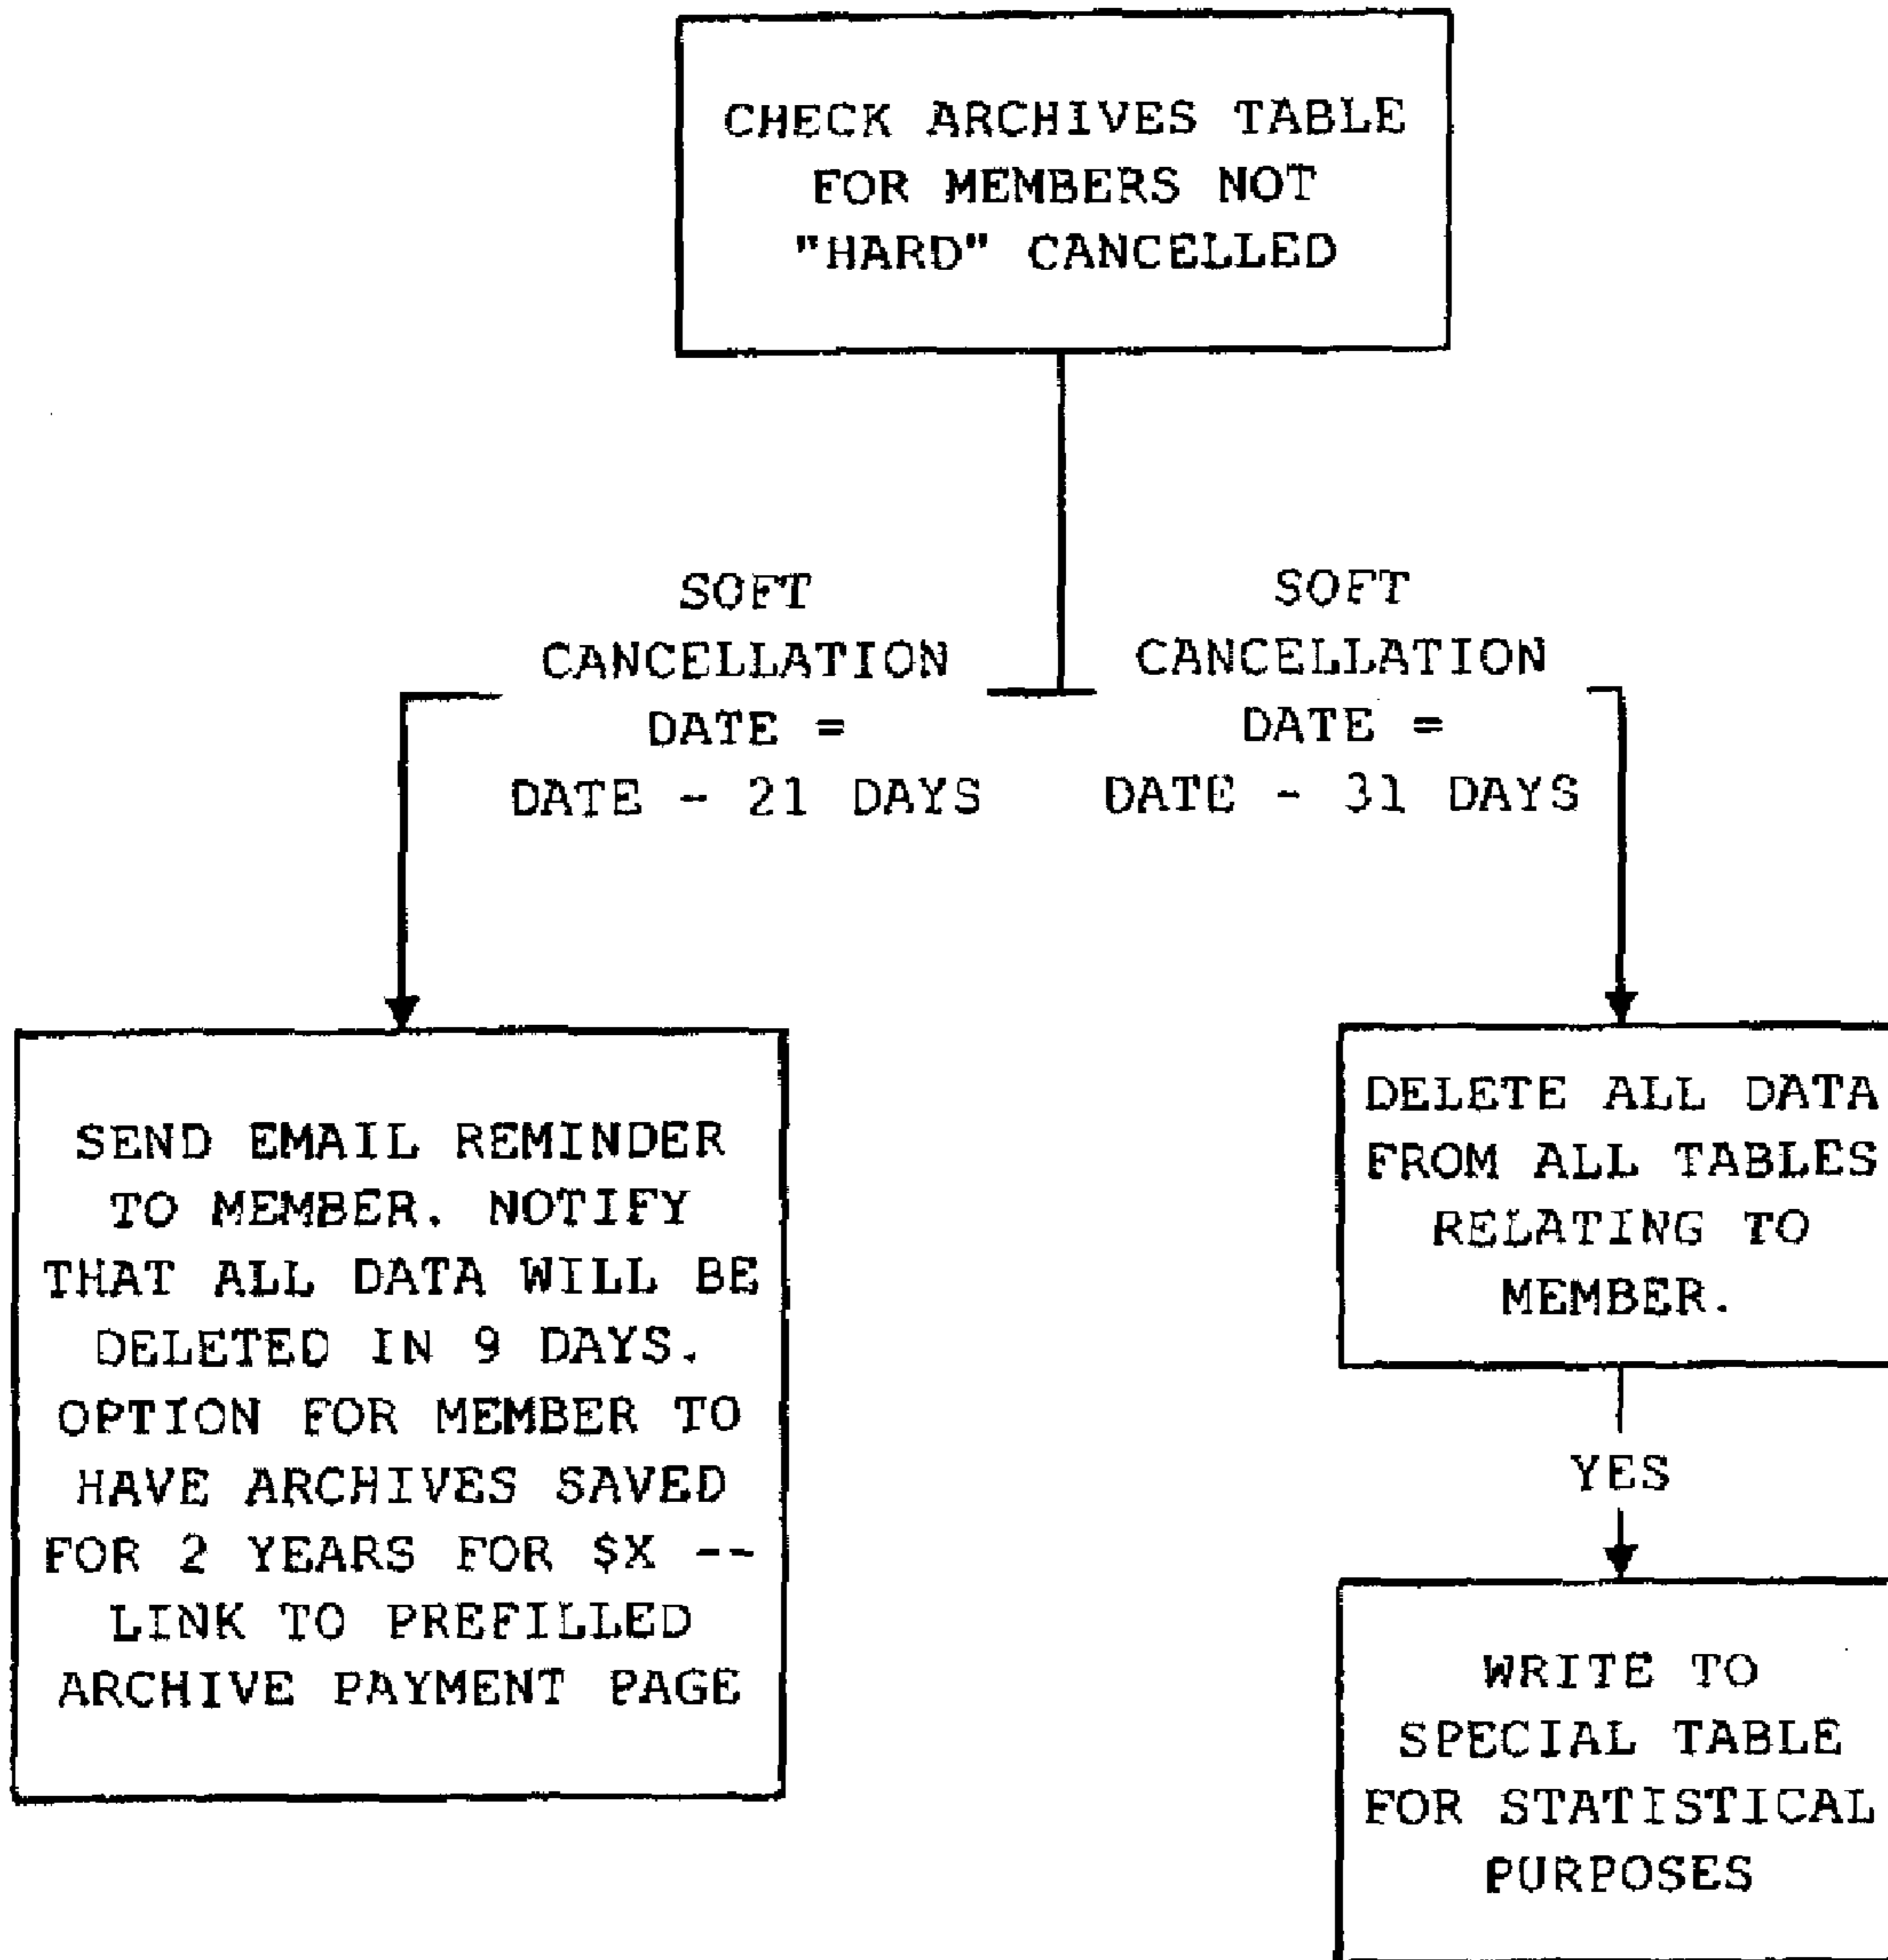 CHECK ARCHIVES TABLE
FOR MEMBERS NOT
"HARD" CANCELLED
SOFT
CANCELLATION
DATE =
DATE - 21 DAYS
SOFT
CANCELLATION
DATE =
DATE - 31 DAYS
SEND EMAIL REMINDER
TO MEMBER. NOTIFY
THAT ALL DATA WILL BE
DELETED IN 9 DAYS.
OPTION FOR MEMBER TO
HAVE ARCHIVES SAVED
FOR 2 YEARS FOR $X --
LINK TO PREFILLED
ARCHIVE PAYMENT PAGE
DELETE ALL DATA
FROM ALL TABLES
RELATING TO
MEMBER.
YES
WRITE TO
SPECIAL TABLE
FOR STATISTICAL
PURPOSES